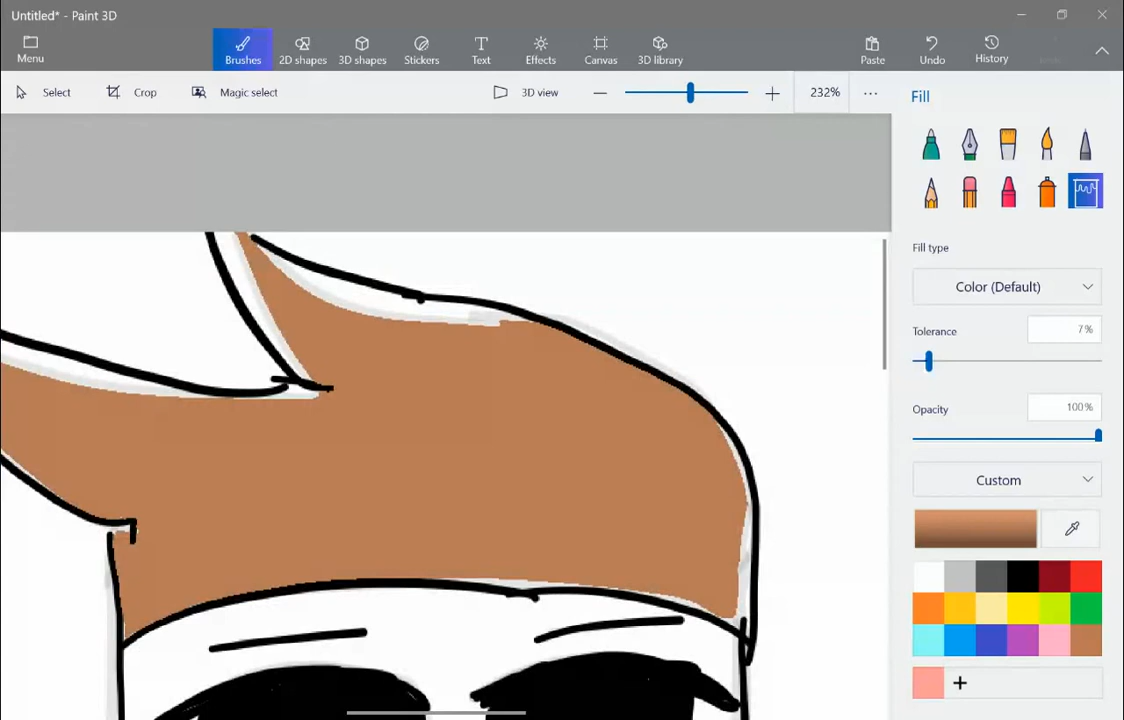 Untitled* - Paint 3D
Menu
Brushes
2D shapes
3D shapes
Stickers
Text
Effects
Canvas
3D library
Paste
Undo
History
Select
Crop
Magic select
3D view
232%
Fill
Fill type
Color (Default)
Tolerance
7%
Opacity
100%
Custom